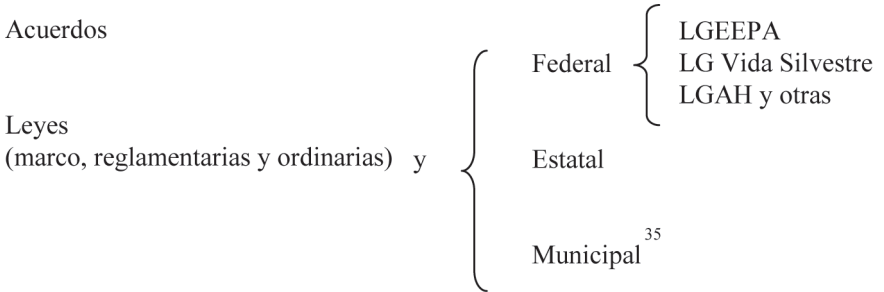 Acuerdos
LGEEPA
Federal
LG Vida Silvestre
LGAH y otras
Leyes
(marco, reglamentarias y ordinarias) y
Estatal
Municipal 35